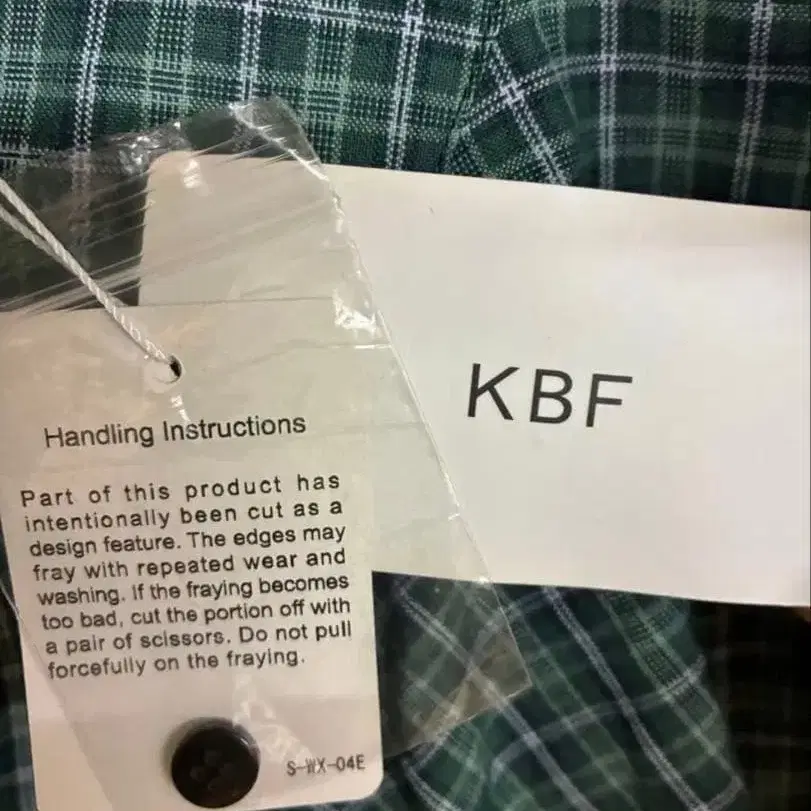 KBF
Handling Instructions
Part of this product has
intentionally been cut as a
design feature. The edges may
fray with repeated wear and
washing. If the fraying becomes
too bad, cut the portion off with
a pair of scissors. Do not pull
forcefully on the fraying.
S-WX-04E